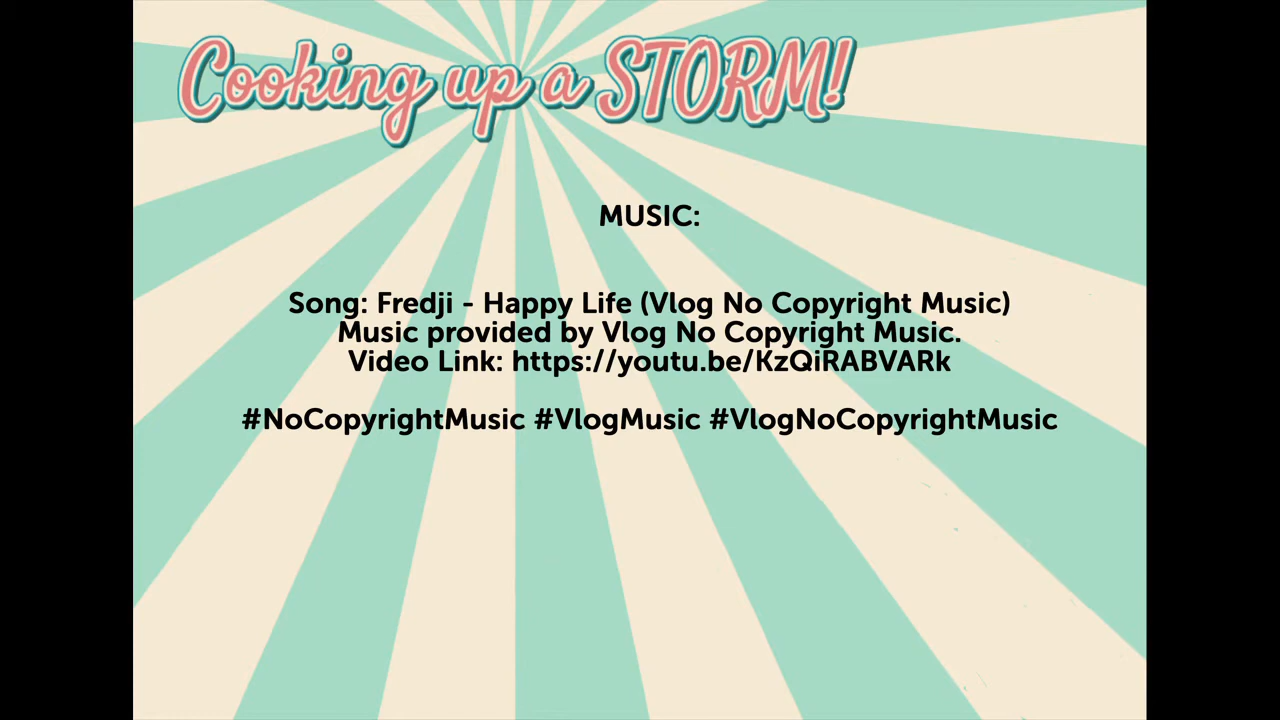 Cooking up a STORM!
MUSIC:
Song: Fredji - Happy Life (Vlog No Copyright Music)
Music provided by Vlog No Copyright Music.
Video Link: https://youtu.be/KzQiRABVARk
#NoCopyrightMusic #VlogMusic #VlogNoCopyrightMusic